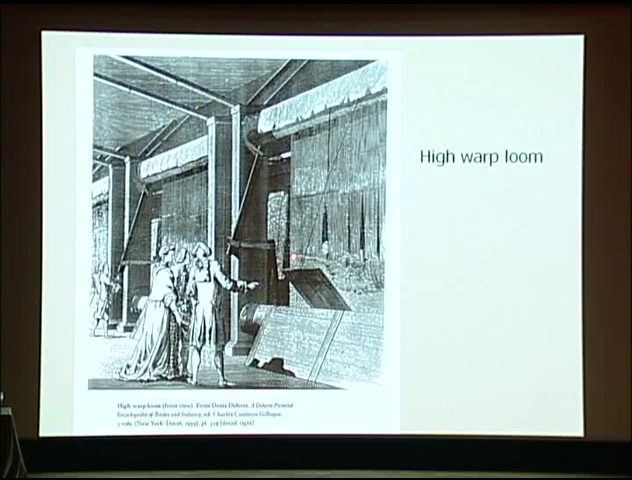 High warp loom
High warp loom (front view). From Denis Diderot, A Diderot Pictorial
Encyclopedia of Trades and Industry, ed. Charles Coulston Gillispie,
2 vols. (New York: Dover, 1959), pl. 319 [detail: right]